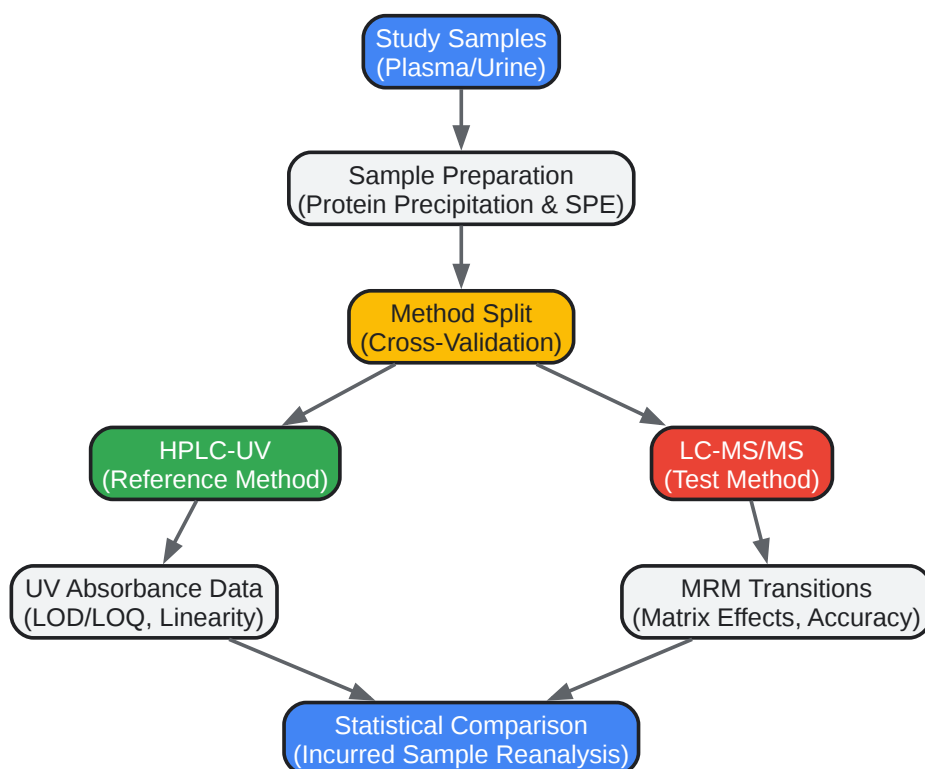 Study Samples
(Plasma/Urine)
Sample Preparation
(Protein Precipitation & SPE)
Method Split
(Cross-Validation)
HPLC-UV
(Reference Method)
LC-MS/MS
(Test Method)
UV Absorbance Data
(LOD/LOQ, Linearity)
MRM Transitions
(Matrix Effects, Accuracy)
Statistical Comparison
(Incurred Sample Reanalysis)